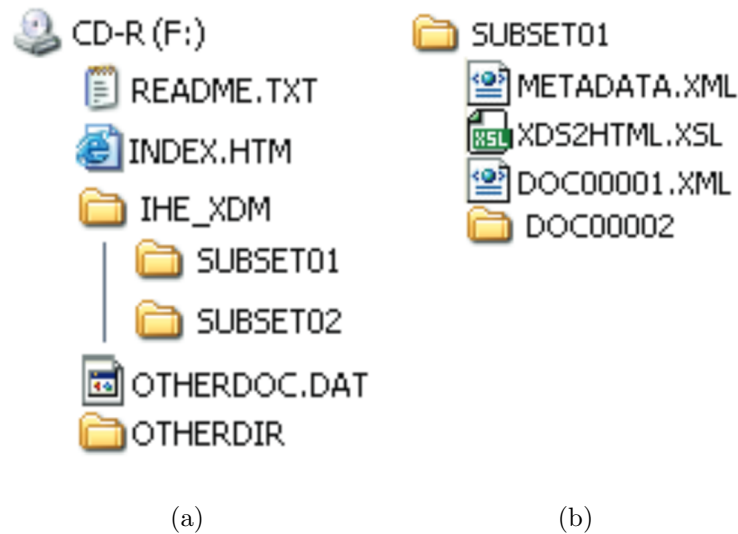 CD-R (F:)
README.TXT
INDEX.HTM
IHE_XDM
SUBSET01
SUBSET02
OTHERDOC.DAT
OTHERDIR
(a)
SUBSET01
METADATA.XML
XSL XDS2HTML.XSL
DOC00001.XML
DOC00002
(b)